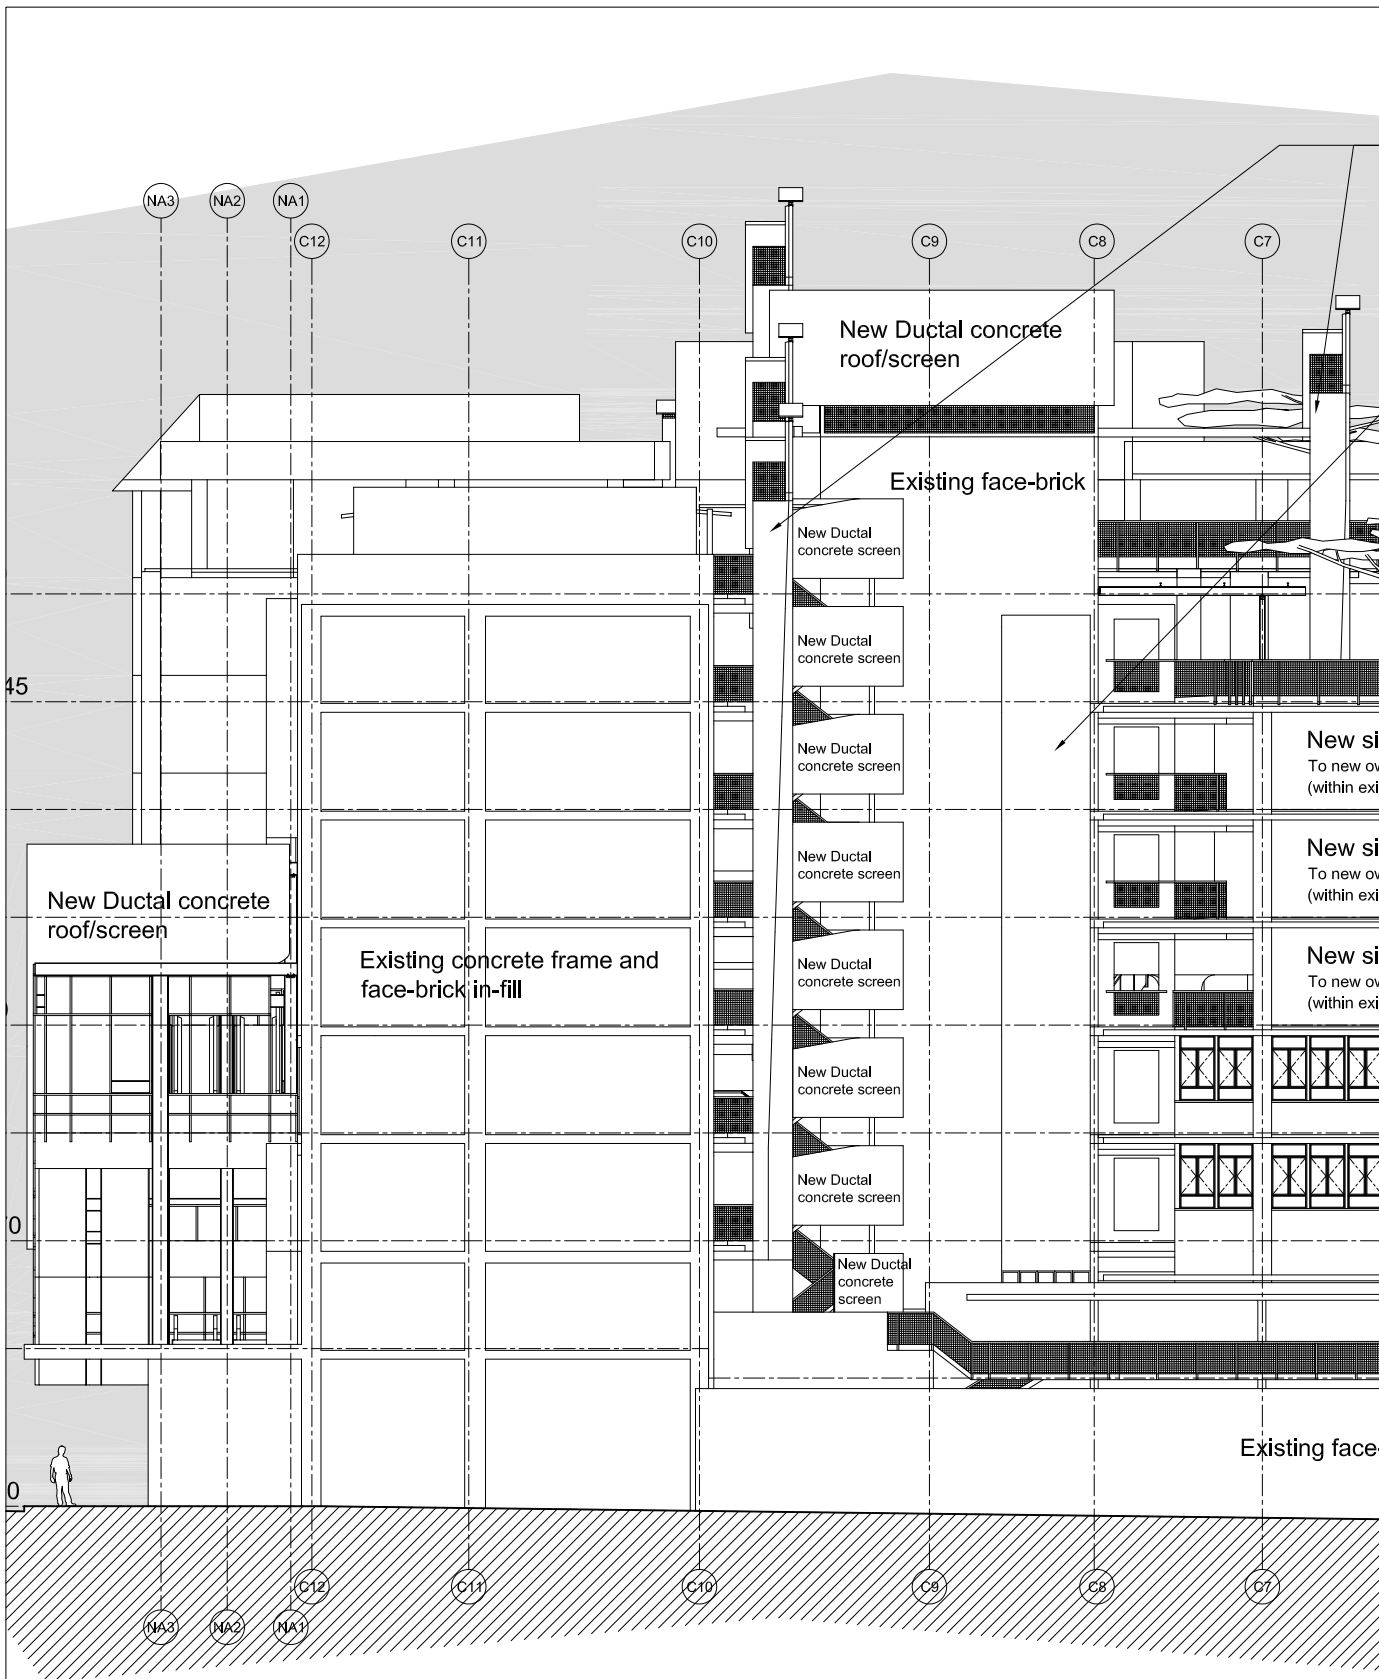 NA3 NA2 NA1
C12 C11 C10 C9 C8 C7
New Ductal concrete
roof/screen
Existing face-brick
New Ductal
concrete screen
New Ductal
concrete screen
45
New Ductal
concrete screen
New si
To new ov
(within exi
New Ductal
concrete screen
New si
To new ov
(within exi
New Ductal concrete
roof/screen
Existing concrete frame and
face-brick in-fill
New Ductal
concrete screen
New si
To new ov
(within exi
New Ductal
concrete screen
New Ductal
concrete screen
70
New Ductal
concrete
screen
Existing face-
0
C12 C11 C10 C9 C8 C7
NA3 NA2 NA1